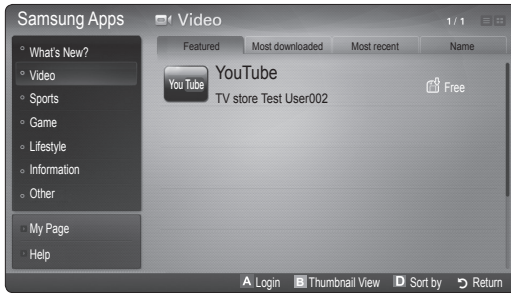 Samsung Apps
Video
1/1
What's New?
Video
Sports
Game
Lifestyle
Information
Other
My Page
Help
Featured
Most downloaded
Most recent
Name
You Tube
YouTube
TV store Test User002
Free
A Login
B Thumbnail View
D Sort by
Return